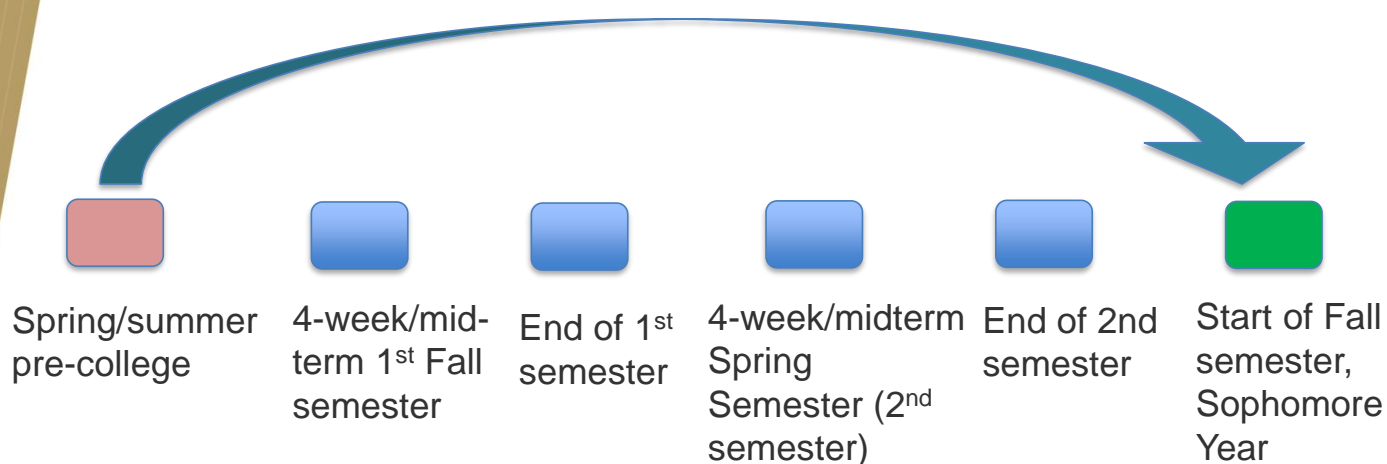 Spring/summer
pre-college
4-week/mid-
term 1st Fall
semester
End of 1st
semester
4-week/midterm
Spring
Semester (2nd
semester)
End of 2nd
semester
Start of Fall
semester,
Sophomore
Year